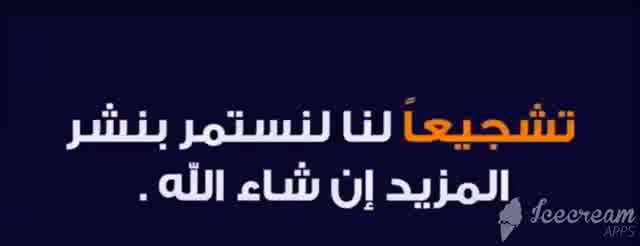 تشجيعاً لنا لنستمر بنشر
المزيد إن شاء الله .
Icecream
APPS